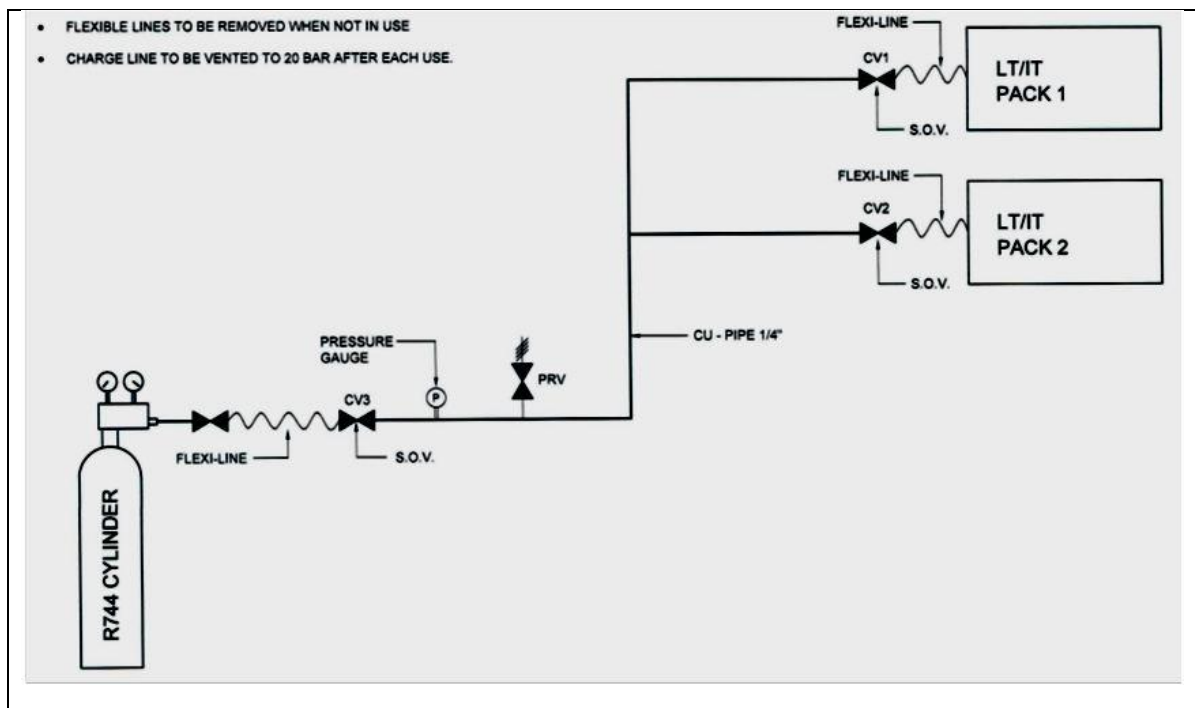 • FLEXIBLE LINES TO BE REMOVED WHEN NOT IN USE
• CHARGE LINE TO BE VENTED TO 20 BAR AFTER EACH USE.
FLEXI-LINE
CV1
LT/IT
PACK 1
S.O.V.
FLEXI-LINE
CV2
LT/IT
PACK 2
S.O.V.
CU - PIPE 1/4"
PRESSURE
GAUGE
PRV
P
CV3
FLEXI-LINE
S.O.V.
R744 CYLINDER